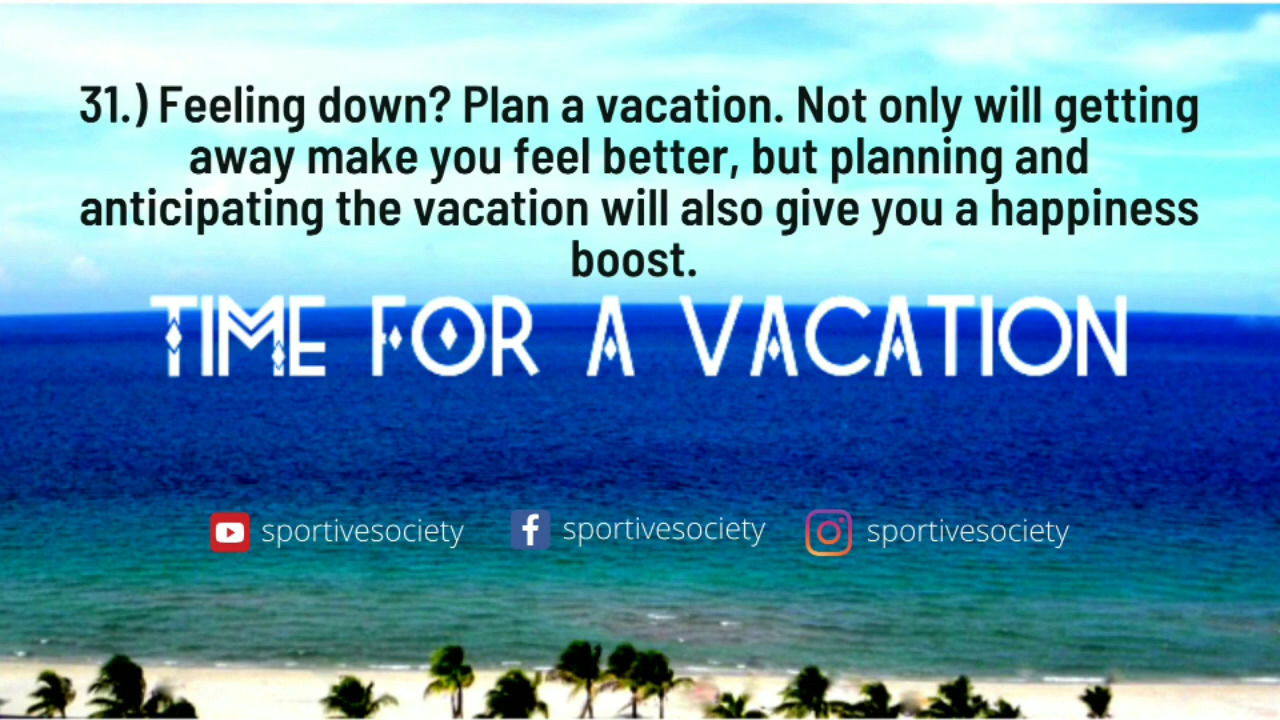 31.) Feeling down? Plan a vacation. Not only will getting
away make you feel better, but planning and
anticipating the vacation will also give you a happiness
boost.
TIME FOR A VACATION
sportivesociety
sportivesociety
sportivesociety